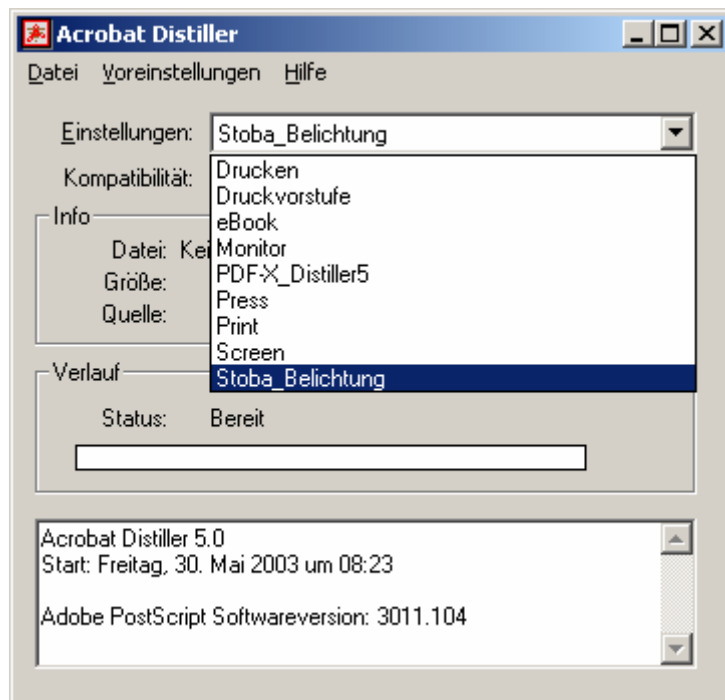 Acrobat Distiller
Datei Voreinstellungen Hilfe
Einstellungen: Stoba_Belichtung
Kompatibilität:
Drucken
Druckvorstufe
eBook
Monitor
PDF-X_Distiller5
Press
Print
Screen
Stoba_Belichtung
Info
Datei: Kei
Größe:
Quelle:
Verlauf
Status: Bereit
Acrobat Distiller 5.0
Start: Freitag, 30. Mai 2003 um 08:23
Adobe PostScript Softwareversion: 3011.104